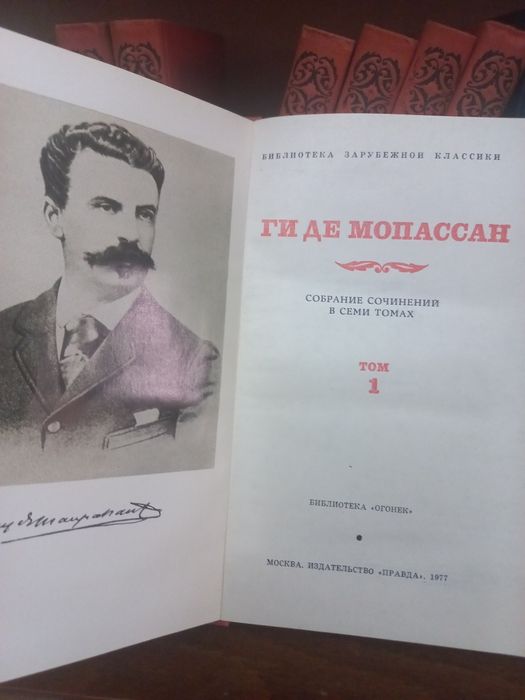 БИБЛИОТЕКА ЗАРУБЕЖНОЙ КЛАССИКИ
ГИ ДЕ МОПАССАН
СОБРАНИЕ СОЧИНЕНИЙ
В СЕМИ ТОМАХ
ТОМ
1
БИБЛИОТЕКА «ОГОНЕК»
МОСКВА. ИЗДАТЕЛЬСТВО «ПРАВДА». 1977